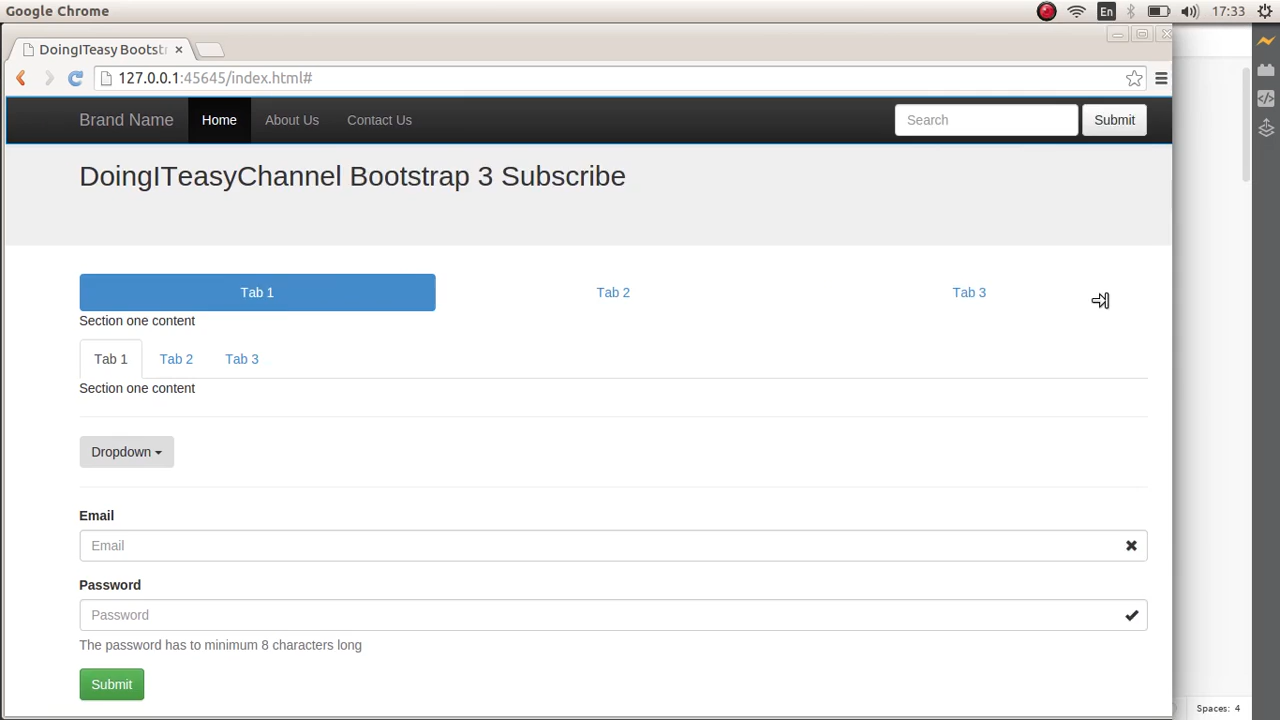 Google Chrome
En
17:33
DoingITeasy Bootst
127.0.0.1:45645/index.html#
Brand Name
Home
About Us
Contact Us
Search
Submit
DoingITeasyChannel Bootstrap 3 Subscribe
Tab 1
Tab 2
Tab 3
Section one content
Tab 1
Tab 2
Tab 3
Section one content
Dropdown
Email
Email
Password
Password
The password has to minimum 8 characters long
Submit
Spaces: 4